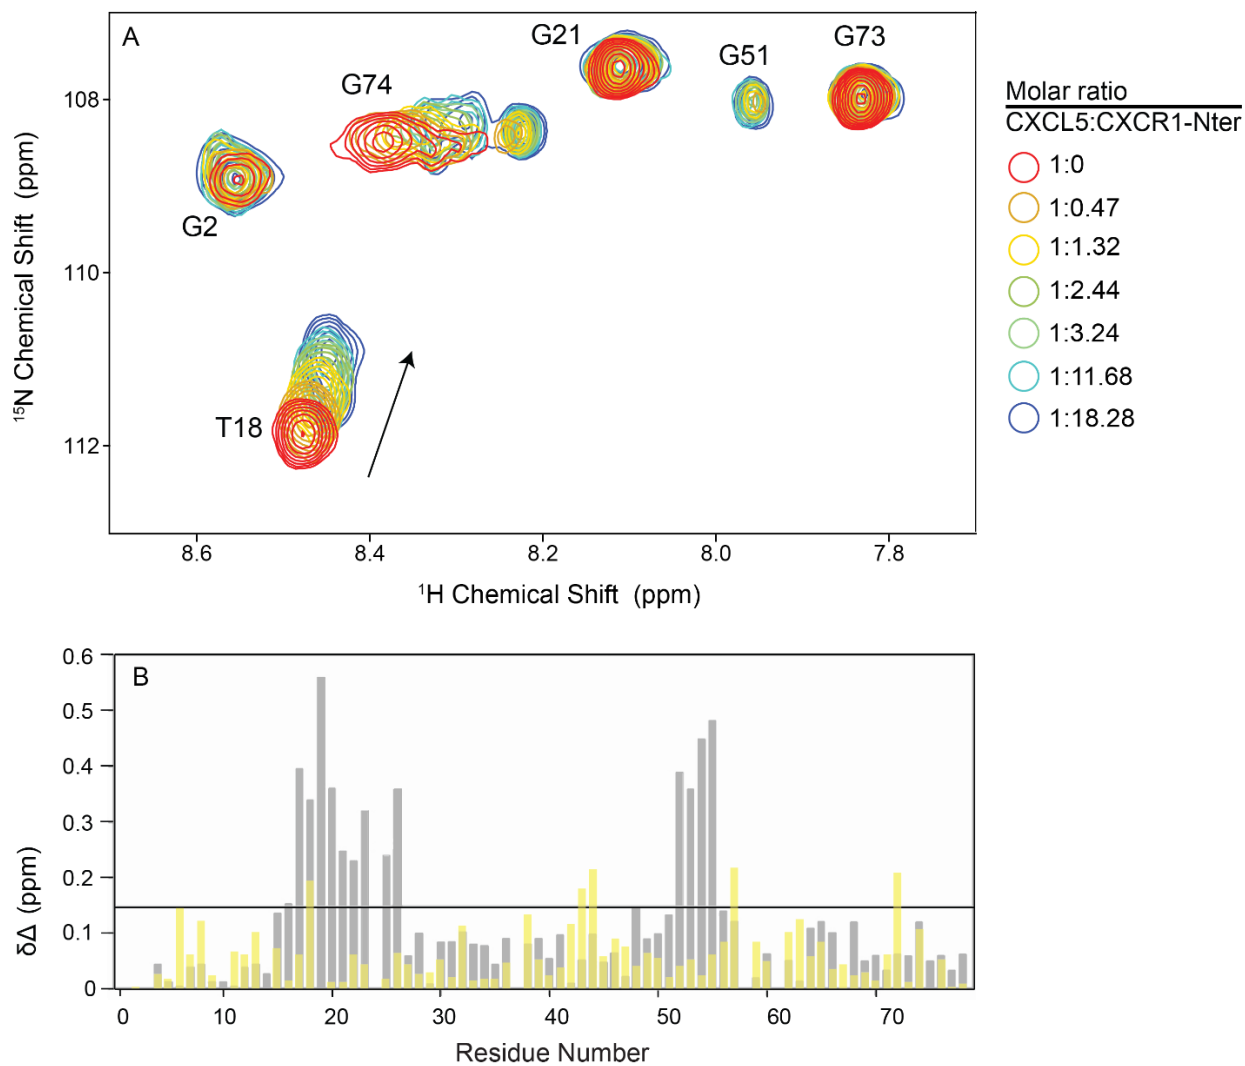 A
G21
G51
G73
G74
G2
T18
108
110
112
¹⁵N Chemical Shift (ppm)
8.6 8.4 8.2 8.0 7.8
¹H Chemical Shift (ppm)
Molar ratio
CXCL5:CXCR1-Nter
1:0
1:0.47
1:1.32
1:2.44
1:3.24
1:11.68
1:18.28
B
0.6
0.5
0.4
0.3
0.2
0.1
0
δΔ (ppm)
0 10 20 30 40 50 60 70
Residue Number